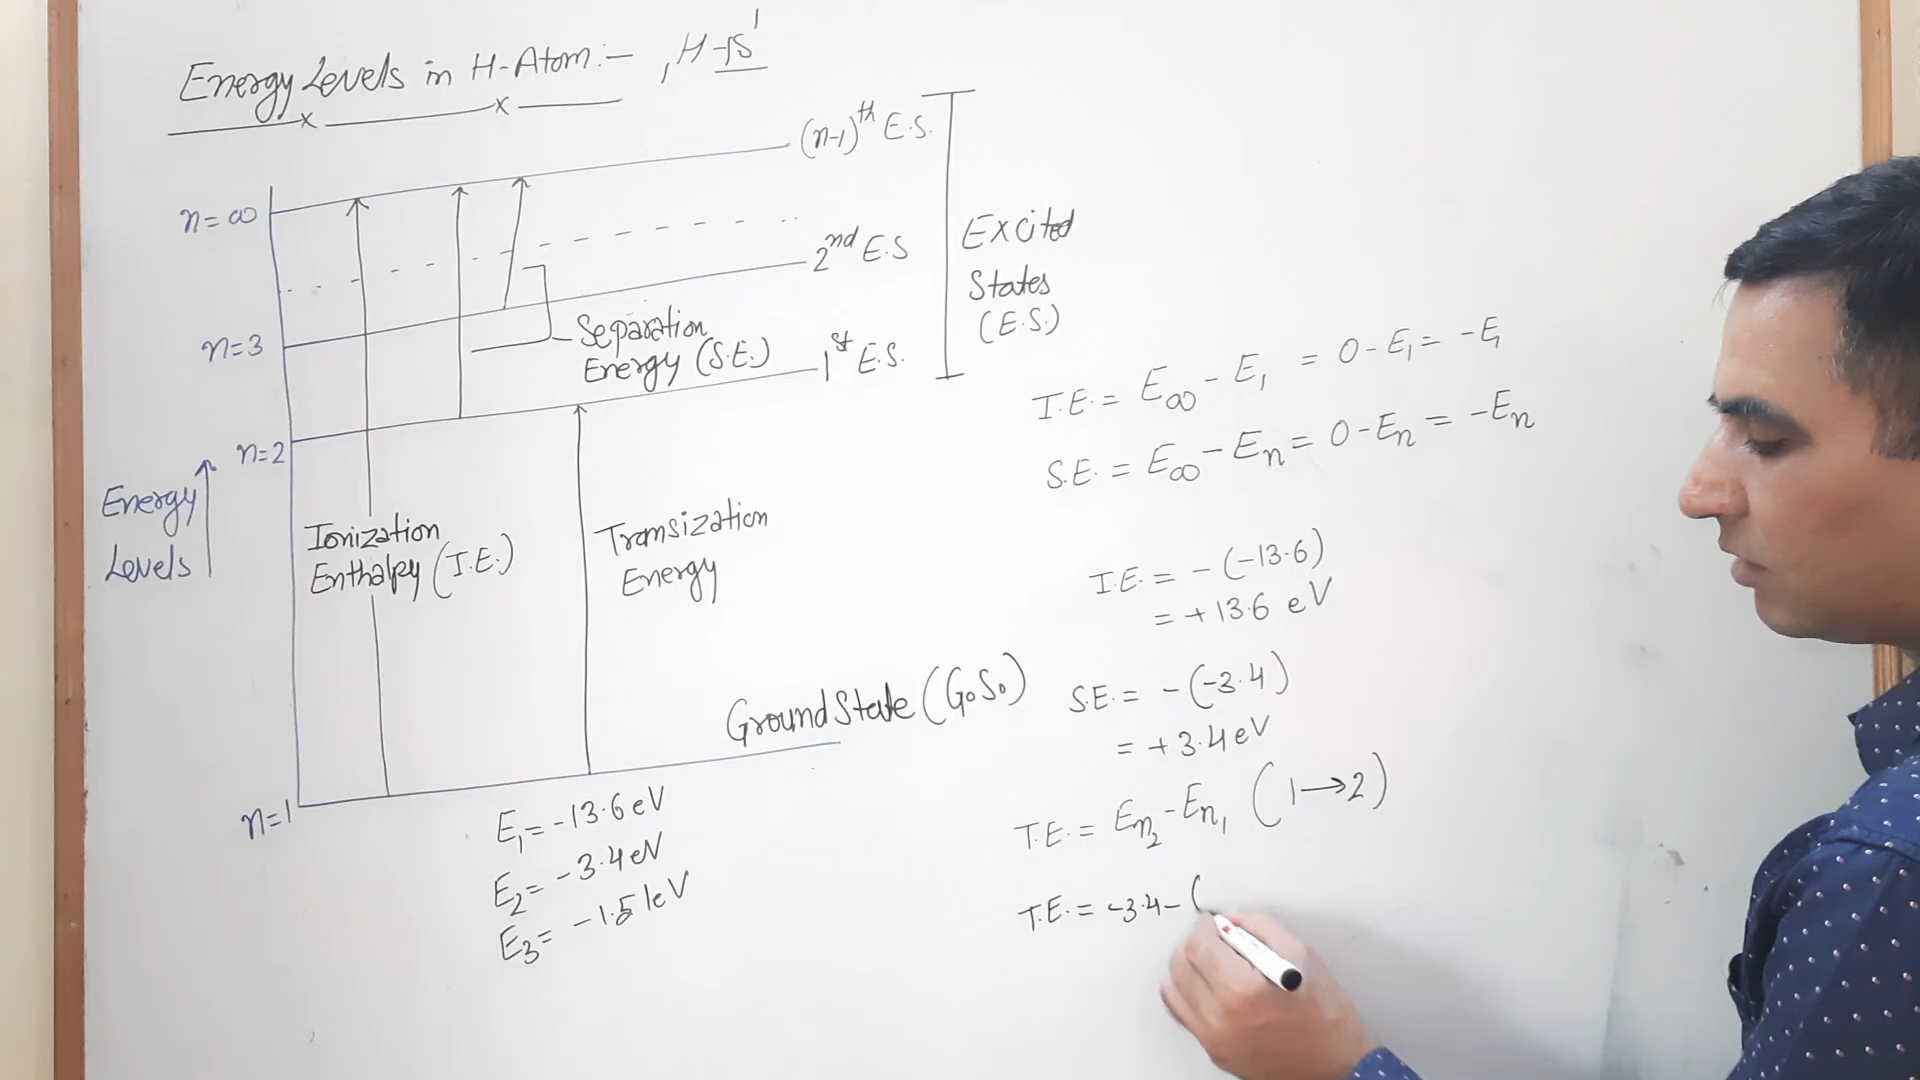 Energy Levels in H-Atom:- , H-1S¹
(n-1)th E.S.
n=∞
2nd E.S
n=3
1st E.S.
n=2
Excited
States
(E.S.)
Separation
Energy (S.E.)
Energy
Levels
Ionization
Enthalpy (I.E.)
Transization
Energy
Ground State (G.S.)
n=1
E₁= -13.6 eV
E₂= -3.4 eV
E₃= -1.51eV
I.E. = E∞ - E₁ = 0 - E₁ = -E₁
S.E. = E∞ - En = 0 - En = -En
I.E. = -(-13.6)
= +13.6 eV
S.E. = -(-3.4)
= +3.4 eV
T.E. = En₂ - En₁ (1→2)
T.E. = -3.4 - (